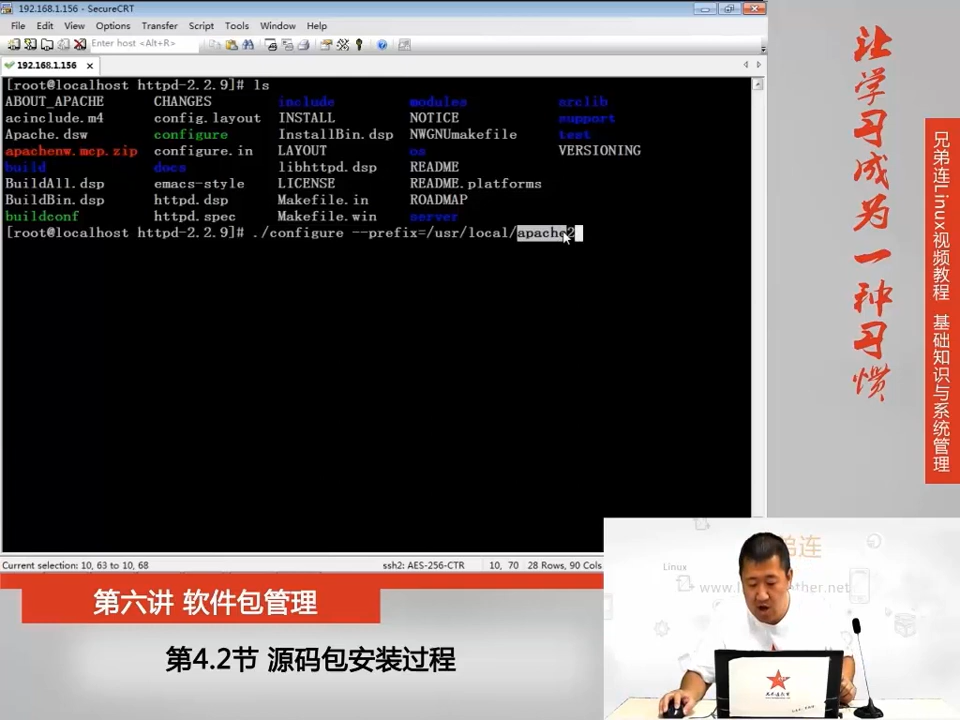 192.168.1.156 - SecureCRT
File Edit View Options Transfer Script Tools Window Help
Enter host <Alt+R>
192.168.1.156
[root@localhost httpd-2.2.9]# ls
ABOUT_APACHE CHANGES include modules srclib
acinclude.m4 config.layout INSTALL NOTICE support
Apache.dsw configure InstallBin.dsp NWGNUmakefile test
apachenw.mcp.zip configure.in LAYOUT os VERSIONING
build docs libhttpd.dsp README
BuildAll.dsp emacs-style LICENSE README.platforms
BuildBin.dsp httpd.dsp Makefile.in ROADMAP
buildconf httpd.spec Makefile.win server
[root@localhost httpd-2.2.9]# ./configure --prefix=/usr/local/apache2
Current selection: 10, 63 to 10, 68 ssh2: AES-256-CTR 10, 70 28 Rows, 90 Cols
让学习成为一种习惯
兄弟连Linux视频教程 基础知识与系统管理
第六讲 软件包管理
第4.2节 源码包安装过程
弟连
Linux